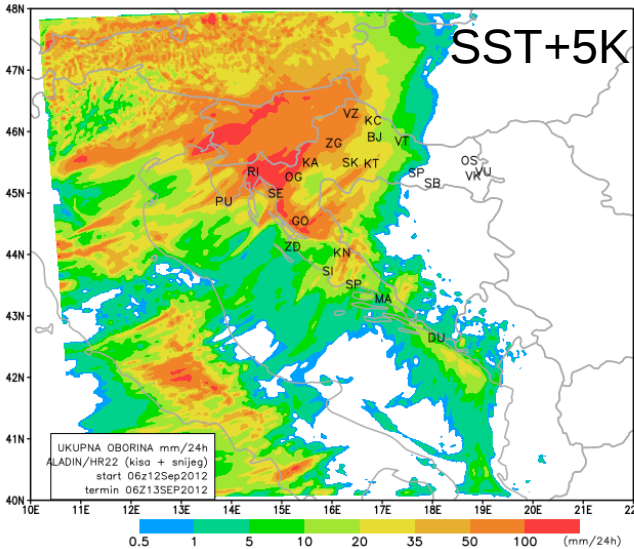 SST+5K
48N
47N
46N
45N
44N
43N
42N
41N
40N
VZ
KC
BJ
ZG
VT
OS
KA
SK
KT
RI
OG
SP
VU
VK
SB
PU
SE
GO
ZD
KN
SI
SP
MA
DU
UKUPNA OBORINA mm/24h
ALADIN/HR22 (kisa + snijeg)
start 06z12Sep2012
termin 06Z13SEP2012
10E 11E 12E 13E 14E 15E 16E 17E 18E 19E 20E 21E 22
0.5 1 5 10 20 35 50 100 (mm/24h)